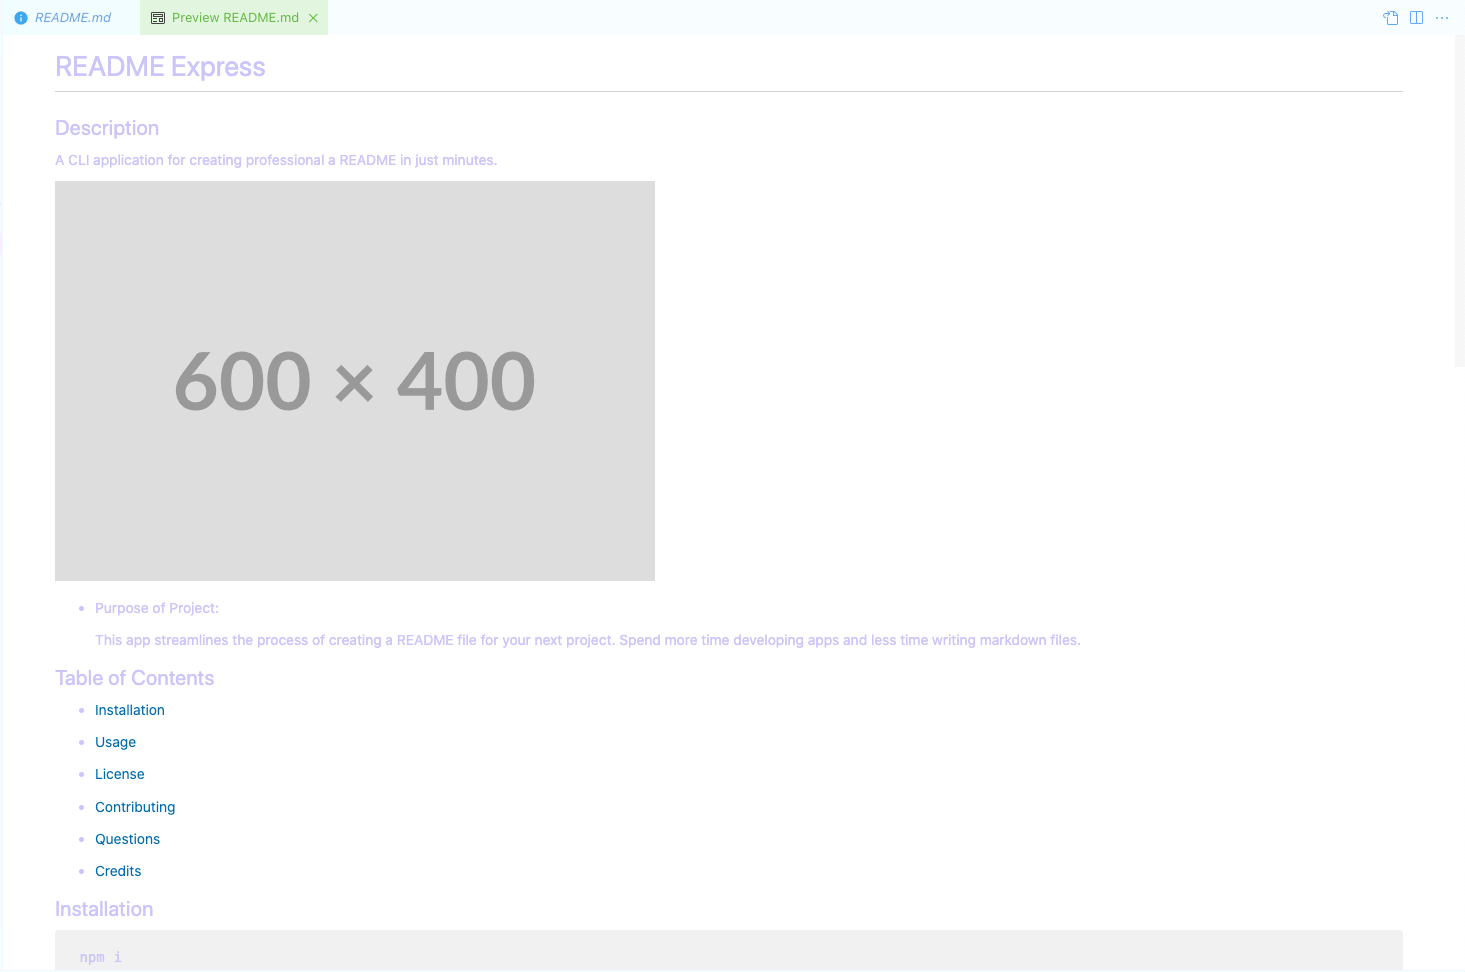 README.md
Preview README.md
README Express
Description
A CLI application for creating professional a README in just minutes.
600 × 400
Purpose of Project:
This app streamlines the process of creating a README file for your next project. Spend more time developing apps and less time writing markdown files.
Table of Contents
Installation
Usage
License
Contributing
Questions
Credits
Installation
npm i